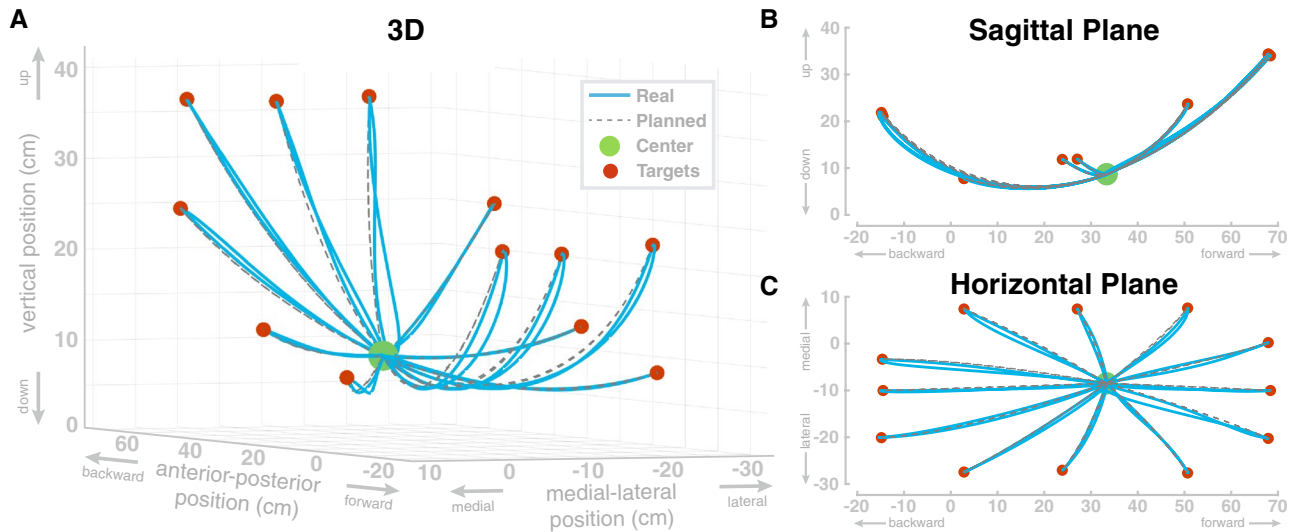 A
3D
up
40
30
20
10
0
down
vertical position (cm)
Real
Planned
Center
Targets
60
40
20
0
-20
backward
anterior-posterior
position (cm)
forward
10
0
-10
-20
-30
medial
medial-lateral
position (cm)
lateral
B
Sagittal Plane
up
down
40
30
20
10
0
-20
-10
0
10
20
30
40
50
60
70
backward
forward
C
Horizontal Plane
medial
lateral
10
0
-10
-20
-30
-20
-10
0
10
20
30
40
50
60
70
backward
forward